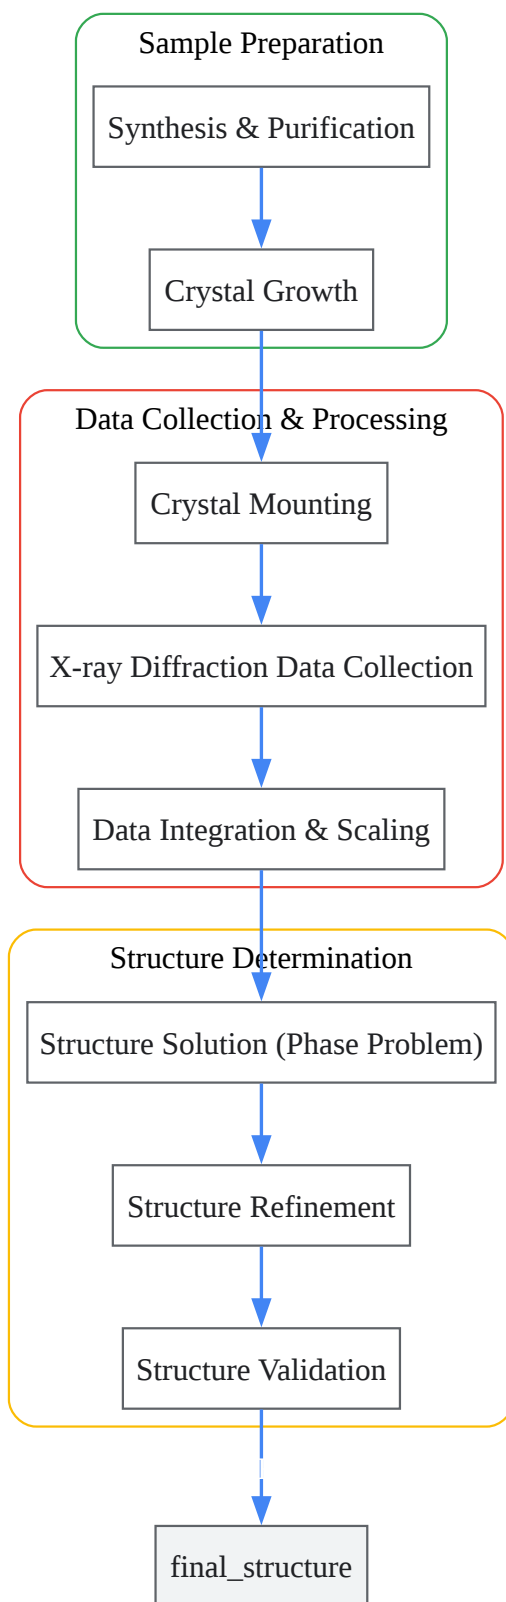 Sample Preparation
Synthesis & Purification
Crystal Growth
Data Collection & Processing
Crystal Mounting
X-ray Diffraction Data Collection
Data Integration & Scaling
Structure Determination
Structure Solution (Phase Problem)
Structure Refinement
Structure Validation
final_structure